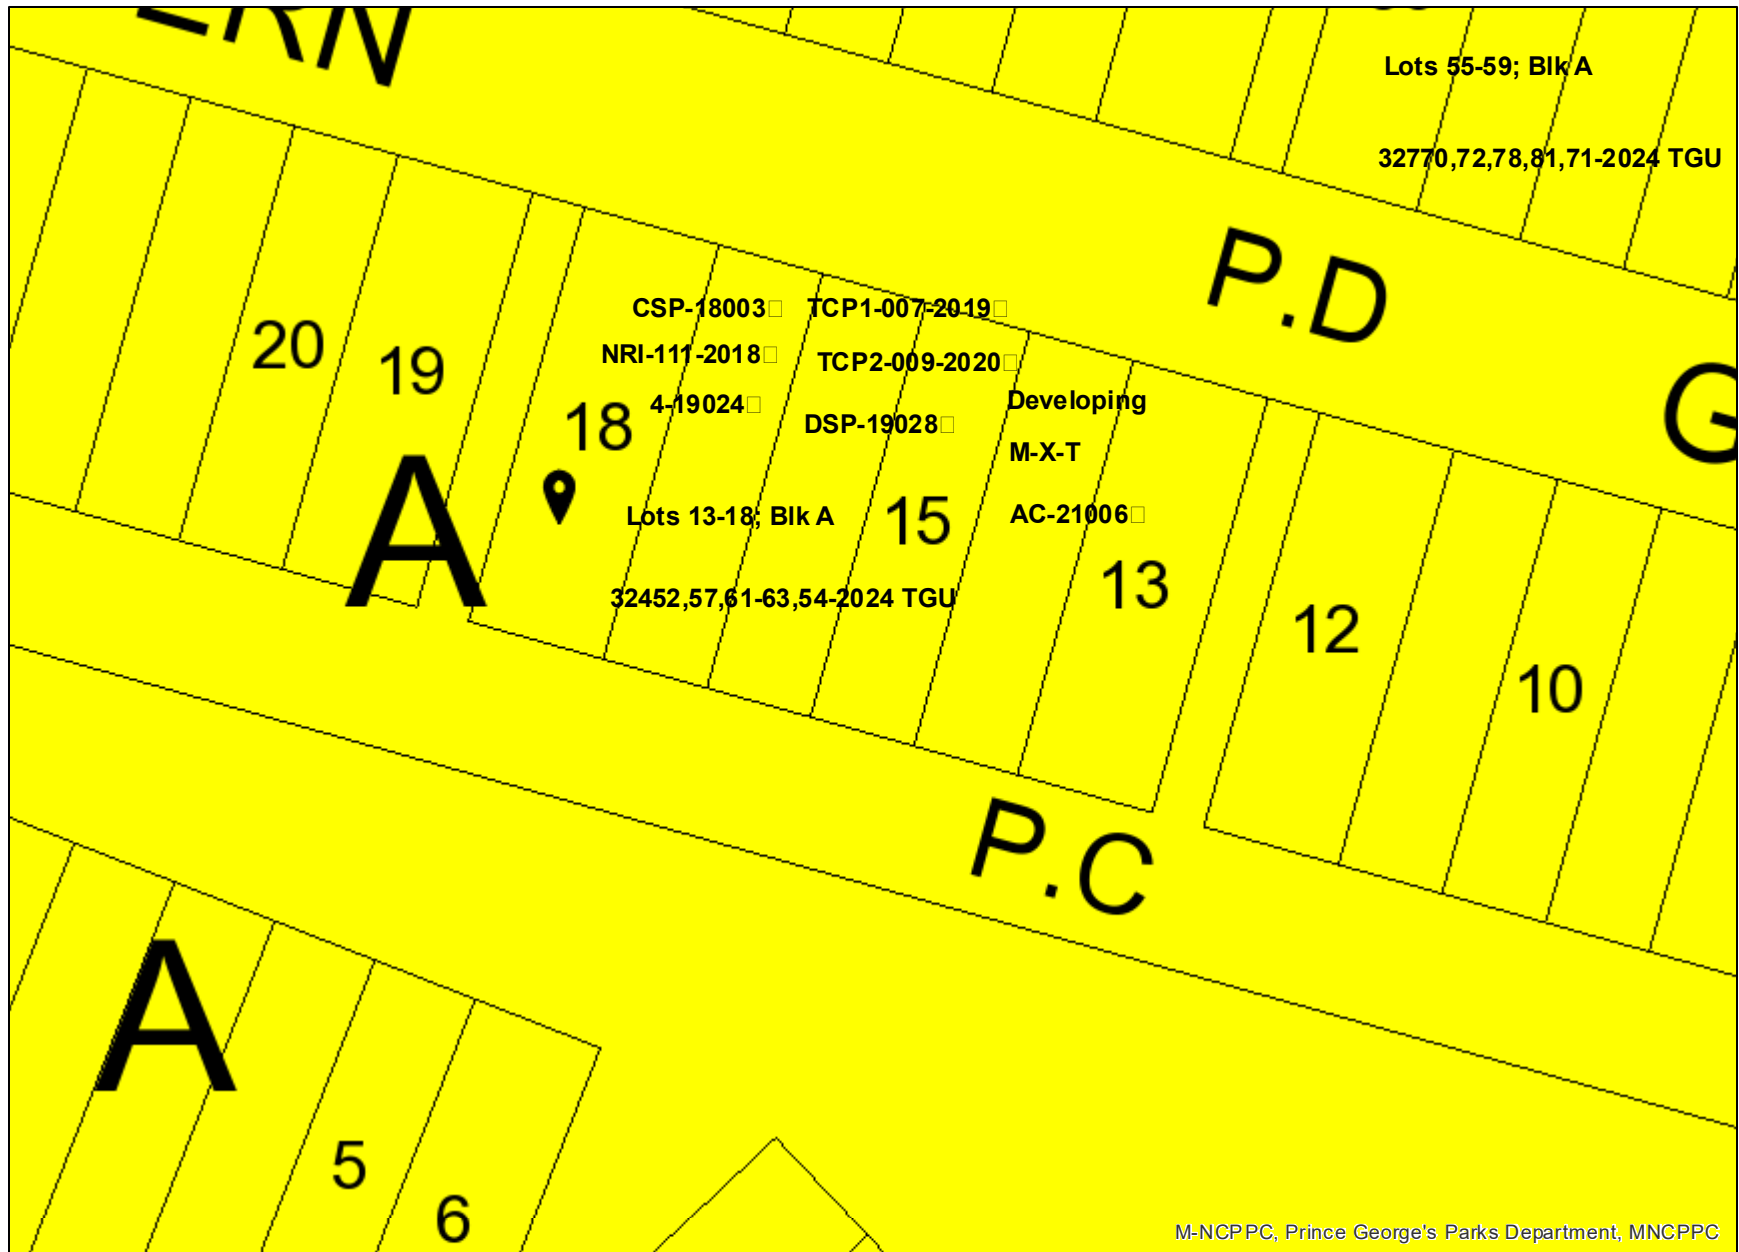 ERN
Lots 55-59; Blk A
32770,72,78,81,71-2024 TGU
P.D
G
CSP-18003
TCP1-007-2019
NRI-111-2018
TCP2-009-2020
4-19024
DSP-19028
Developing
M-X-T
AC-21006
20
19
18
15
13
12
10
A
Lots 13-18; Blk A
32452,57,61-63,54-2024 TGU
P.C
A
5
6
M-NCPPC, Prince George's Parks Department, MNCPPC